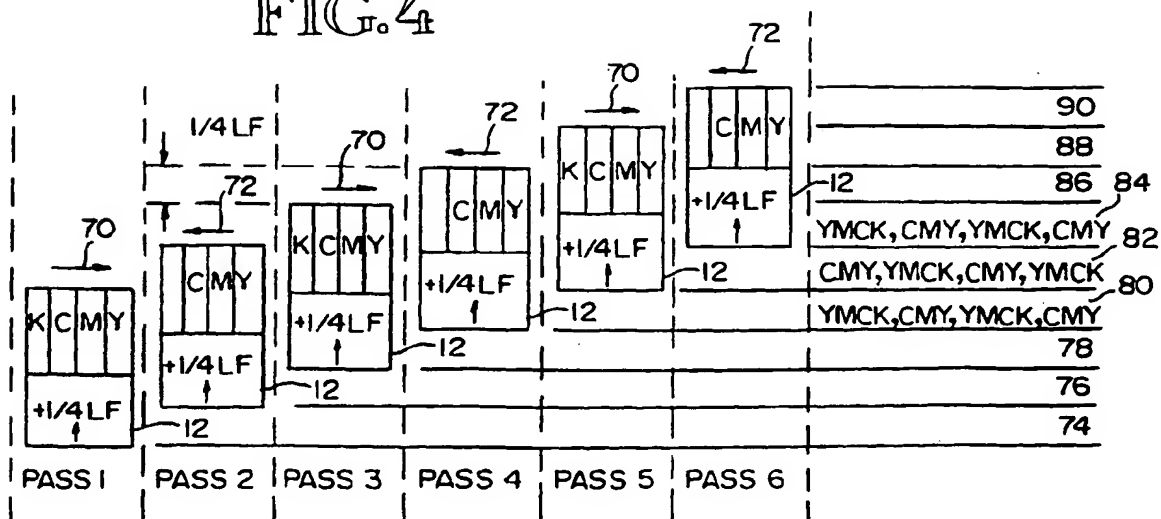 FIG. 4
72
70
72
70
72
70
1/4 LF
90
88
86
84
82
80
78
76
74
K C M Y
+1/4 LF
12
C M Y
+1/4 LF
12
K C M Y
+1/4 LF
12
C M Y
+1/4 LF
12
K C M Y
+1/4 LF
12
C M Y
+1/4 LF
12
YMCK, CMY, YMCK, CMY
CMY, YMCK, CMY, YMCK
YMCK, CMY, YMCK, CMY
PASS 1 PASS 2 PASS 3 PASS 4 PASS 5 PASS 6